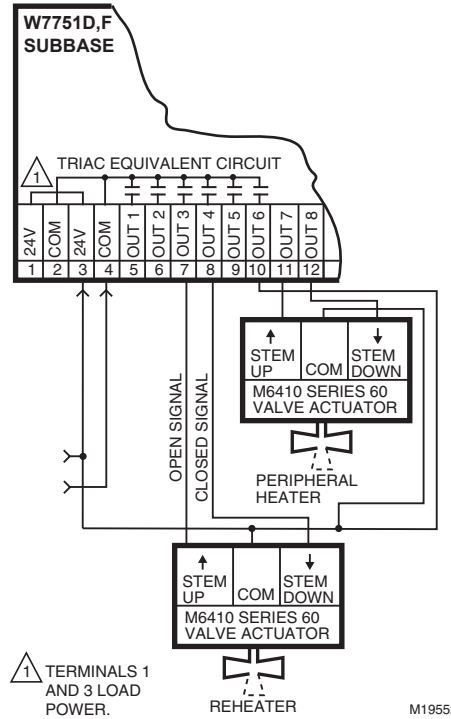 W7751D,F
SUBBASE
1
TRIAC EQUIVALENT CIRCUIT
24V
COM
24V
COM
OUT 1
OUT 2
OUT 3
OUT 4
OUT 5
OUT 6
OUT 7
OUT 8
1 2 3 4 5 6 7 8 9 10 11 12
OPEN SIGNAL
CLOSED SIGNAL
STEM UP
COM
STEM DOWN
M6410 SERIES 60
VALVE ACTUATOR
PERIPHERAL
HEATER
STEM UP
COM
STEM DOWN
M6410 SERIES 60
VALVE ACTUATOR
REHEATER
1 TERMINALS 1
AND 3 LOAD
POWER.
M1955